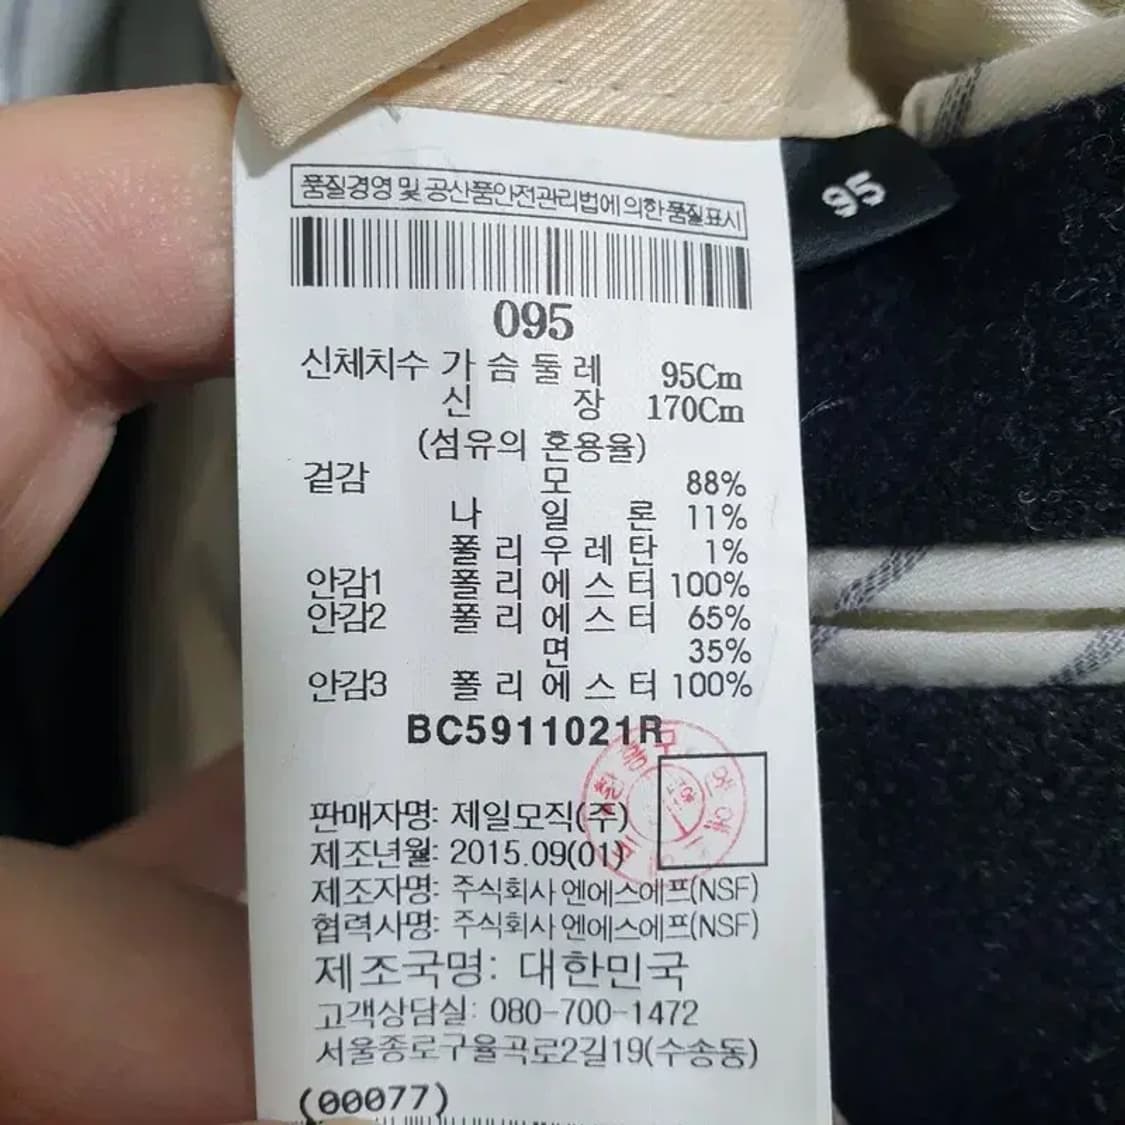 95
품질경영 및 공산품안전관리법에 의한 품질표시
095
신체치수 가슴둘레 95Cm
신장 170Cm
(섬유의 혼용율)
겉감 모 88%
나일론 11%
폴리우레탄 1%
안감1 폴리에스터 100%
안감2 폴리에스터 65%
면 35%
안감3 폴리에스터 100%
BC5911021R
판매자명: 제일모직(주)
제조년월: 2015.09(01)
제조자명: 주식회사 엔에스에프(NSF)
협력사명: 주식회사 엔에스에프(NSF)
제조국명: 대한민국
고객상담실: 080-700-1472
서울종로구율곡로2길19(수송동)
(00077)